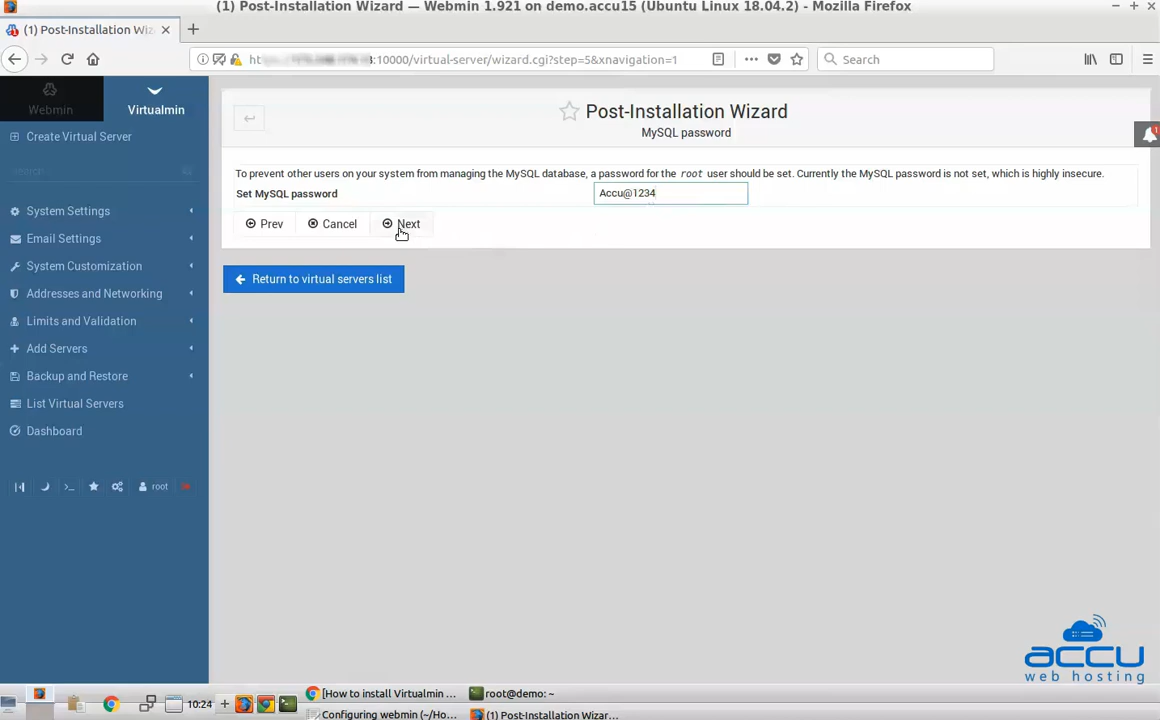 (1) Post-Installation Wizard — Webmin 1.921 on demo.accu15 (Ubuntu Linux 18.04.2) - Mozilla Firefox
(1) Post-Installation Wiz
:10000/virtual-server/wizard.cgi?step=5&xnavigation=1
Search
Webmin
Virtualmin
Create Virtual Server
Search
System Settings
Email Settings
System Customization
Addresses and Networking
Limits and Validation
Add Servers
Backup and Restore
List Virtual Servers
Dashboard
root
Post-Installation Wizard
MySQL password
1
To prevent other users on your system from managing the MySQL database, a password for the root user should be set. Currently the MySQL password is not set, which is highly insecure.
Set MySQL password
Accu@1234
Prev
Cancel
Next
Return to virtual servers list
accu
web hosting
10:24
[How to install Virtualmin ...
root@demo: ~
Configuring webmin (~/Ho...
(1) Post-Installation Wizar...